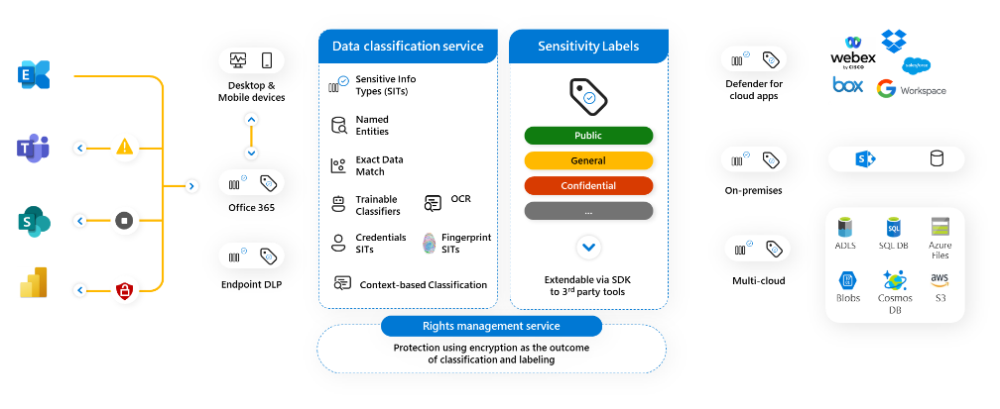 Data classification service
Sensitivity Labels
Desktop &
Mobile devices
Office 365
Endpoint DLP
Sensitive Info
Types (SITs)
Named
Entities
Exact Data
Match
Trainable
Classifiers
OCR
Credentials
SITs
Fingerprint
SITs
Context-based Classification
Public
General
Confidential
...
Extendable via SDK
to 3rd party tools
Rights management service
Protection using encryption as the outcome
of classification and labeling
Defender for
cloud apps
On-premises
Multi-cloud
webex
by CISCO
salesforce
box
Google Workspace
ADLS
SQL
SQL DB
Azure
Files
Blobs
Cosmos
DB
aws
S3
E
T
S
S